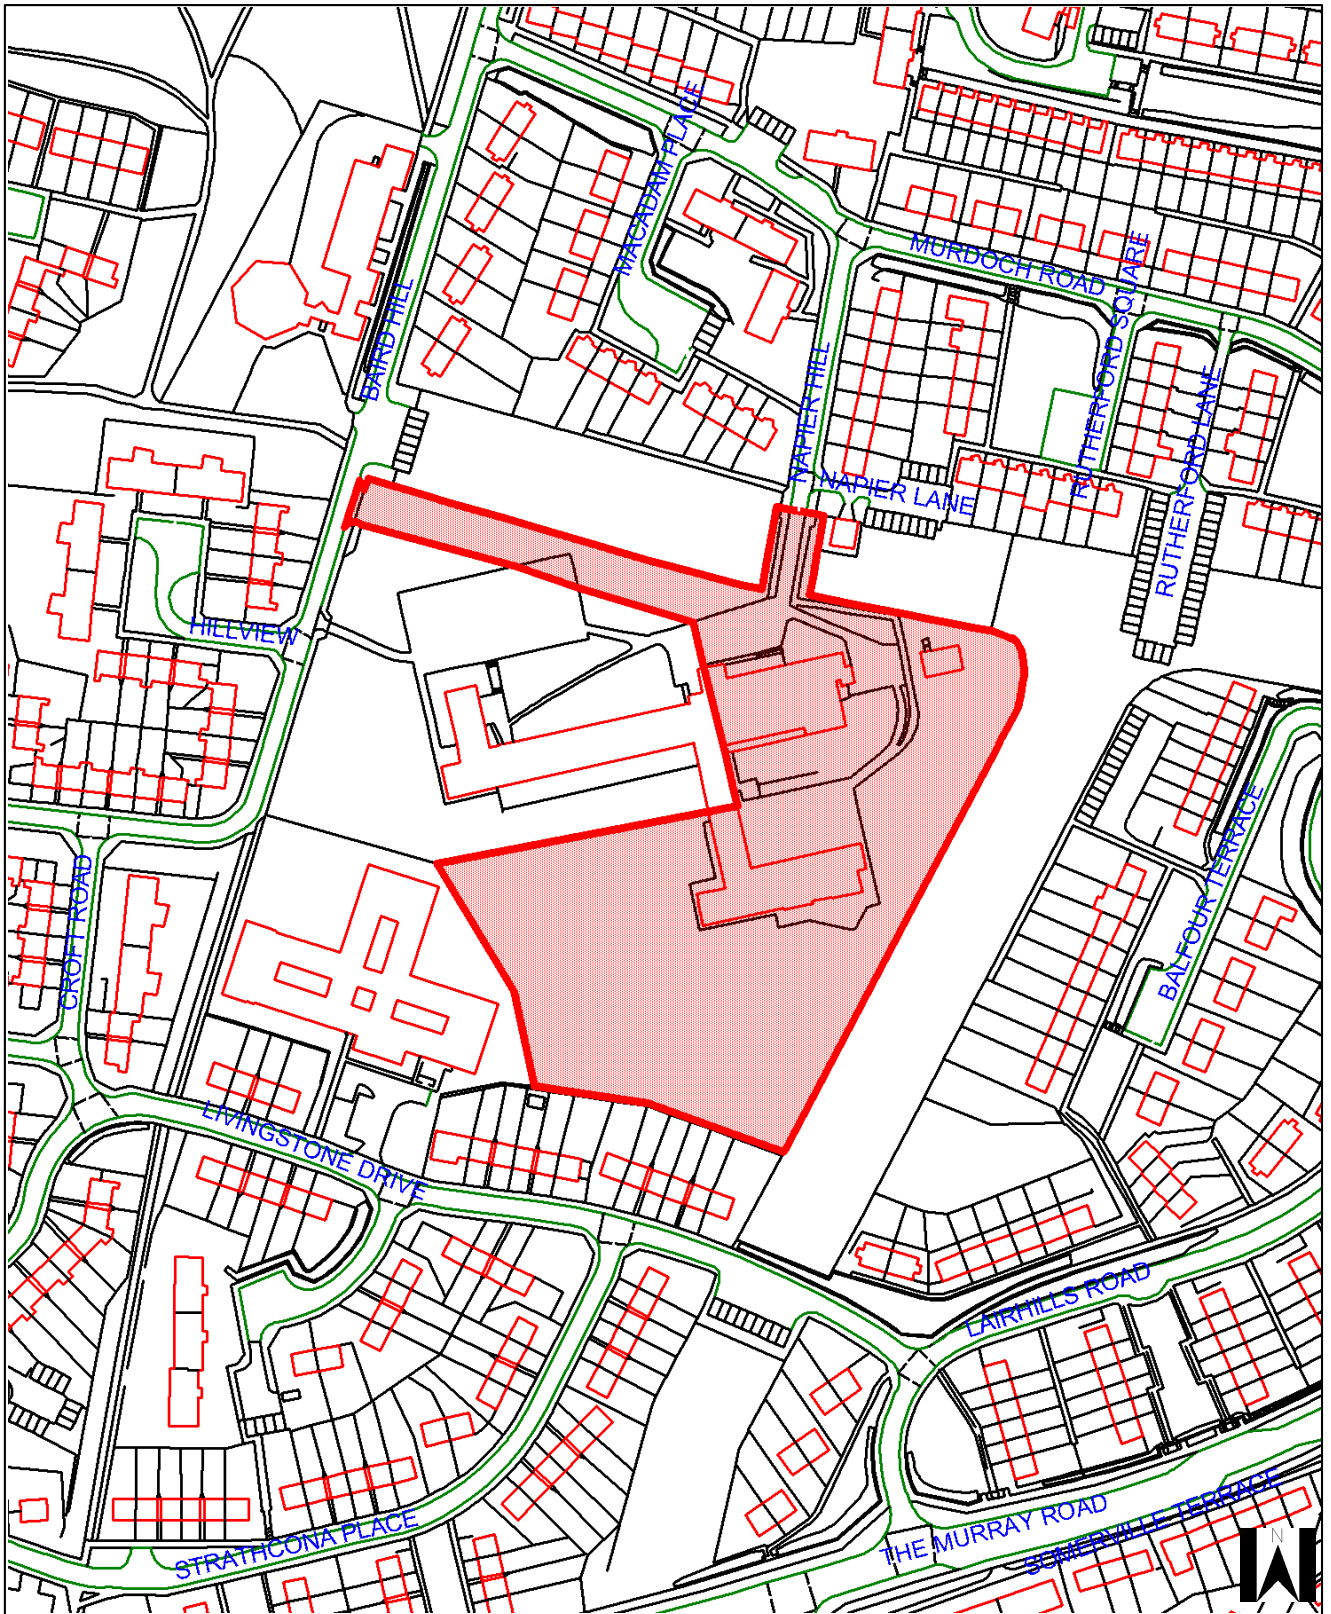 MACADAM PLACE
MURDOCH ROAD
BAIRD HILL
NAPIER HILL
RUTHERFORD SQUARE
RUTHERFORD LANE
NAPIER LANE
HILLVIEW
BALFOUR TERRACE
CROFT ROAD
LIVINGSTONE DRIVE
LAIRHILLS ROAD
STRATHCONA PLACE
THE MURRAY ROAD
SOMERVILLE TERRACE
N